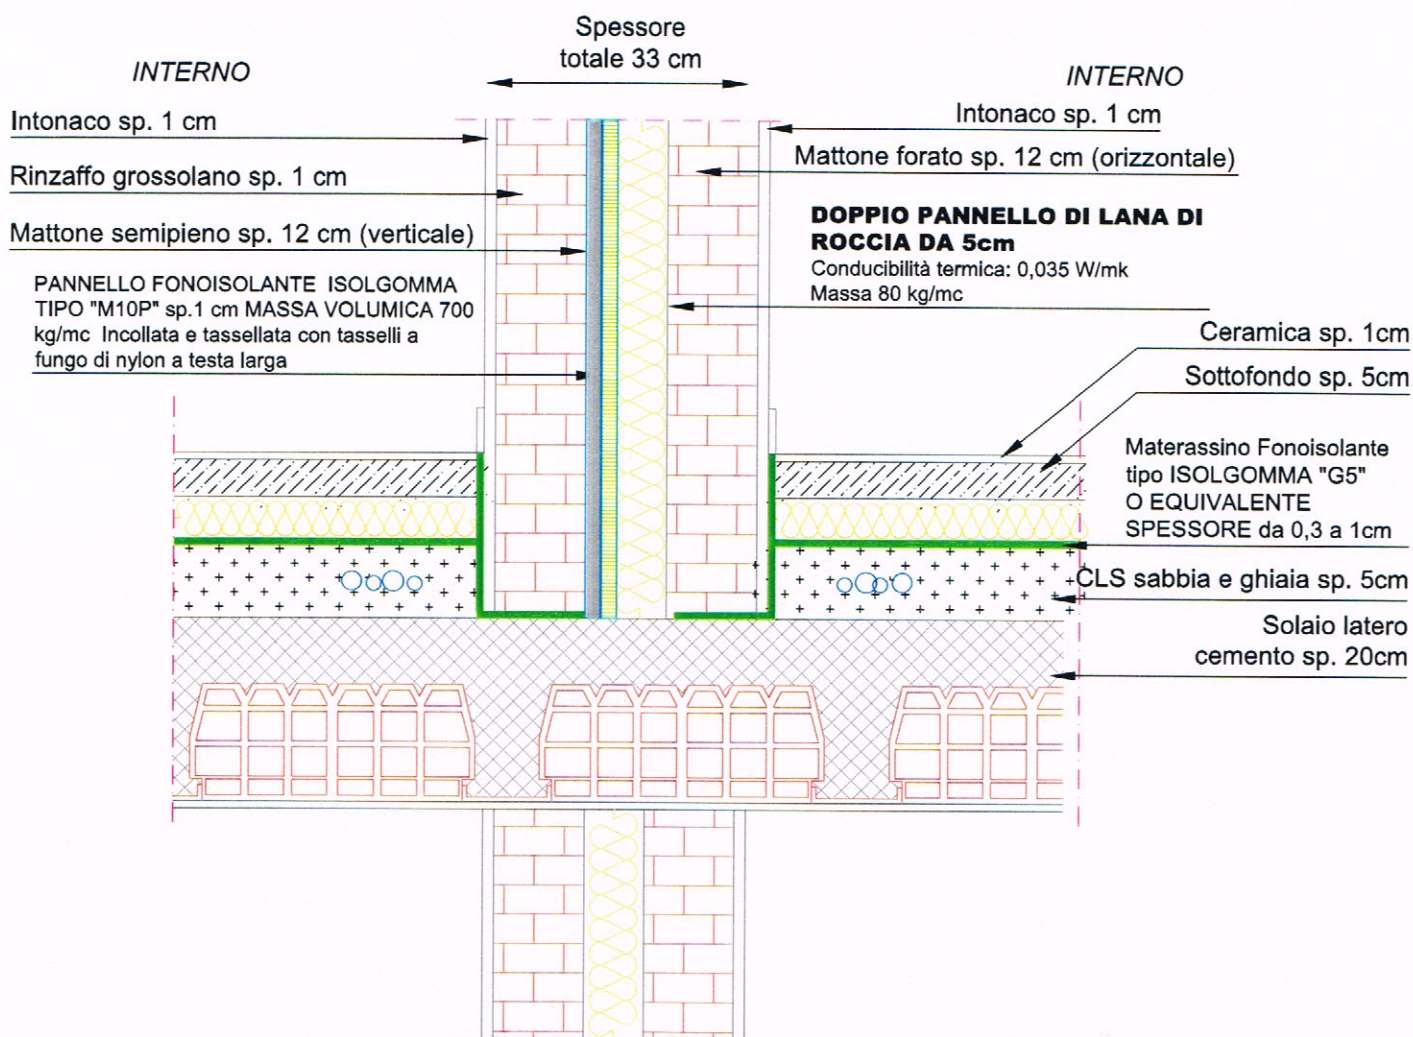 Spessore
totale 33 cm
INTERNO
INTERNO
Intonaco sp. 1 cm
Rinzaffo grossolano sp. 1 cm
Mattone semipieno sp. 12 cm (verticale)
PANNELLO FONOISOLANTE ISOLGOMMA
TIPO "M10P" sp.1 cm MASSA VOLUMICA 700
kg/mc Incollata e tassellata con tasselli a
fungo di nylon a testa larga
Intonaco sp. 1 cm
Mattone forato sp. 12 cm (orizzontale)
DOPPIO PANNELLO DI LANA DI
ROCCIA DA 5cm
Conducibilità termica: 0,035 W/mk
Massa 80 kg/mc
Ceramica sp. 1cm
Sottofondo sp. 5cm
Materassino Fonoisolante
tipo ISOLGOMMA "G5"
O EQUIVALENTE
SPESSORE da 0,3 a 1cm
CLS sabbia e ghiaia sp. 5cm
Solaio latero
cemento sp. 20cm